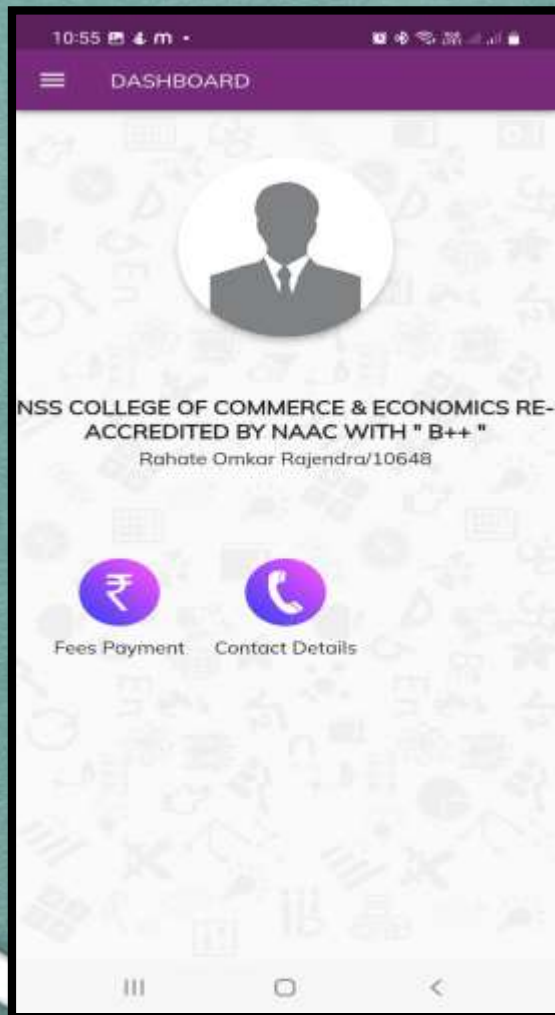 10:55
DASHBOARD
NSS COLLEGE OF COMMERCE & ECONOMICS RE-
ACCREDITED BY NAAC WITH " B++ "
Rahate Omkar Rajendra/10648
Fees Payment Contact Details